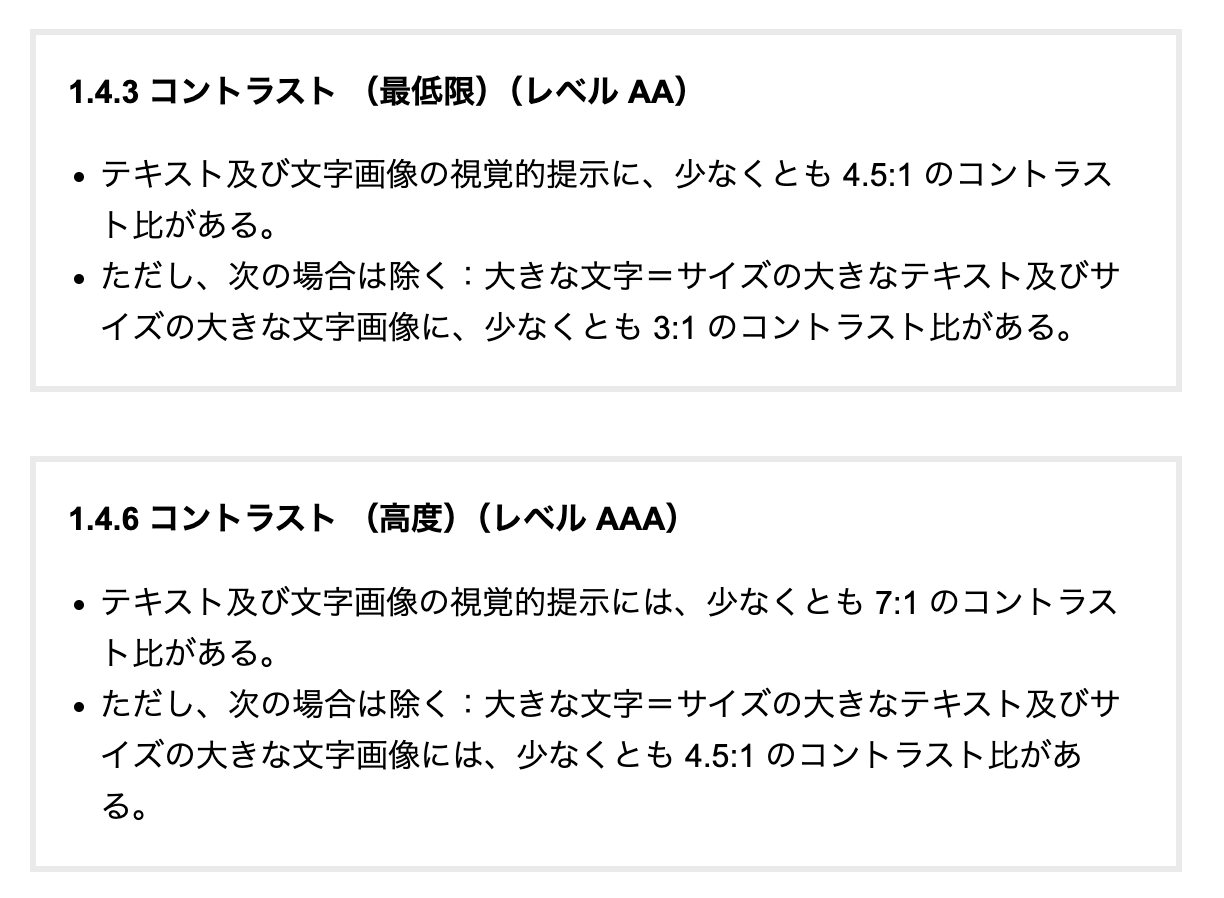 1.4.3 コントラスト （最低限）（レベル AA）
• テキスト及び文字画像の視覚的提示に、少なくとも 4.5:1 のコントラス
ト比がある。
• ただし、次の場合は除く：大きな文字＝サイズの大きなテキスト及びサ
イズの大きな文字画像に、少なくとも 3:1 のコントラスト比がある。
1.4.6 コントラスト （高度）（レベル AAA）
• テキスト及び文字画像の視覚的提示には、少なくとも 7:1 のコントラス
ト比がある。
• ただし、次の場合は除く：大きな文字＝サイズの大きなテキスト及びサ
イズの大きな文字画像には、少なくとも 4.5:1 のコントラスト比があ
る。